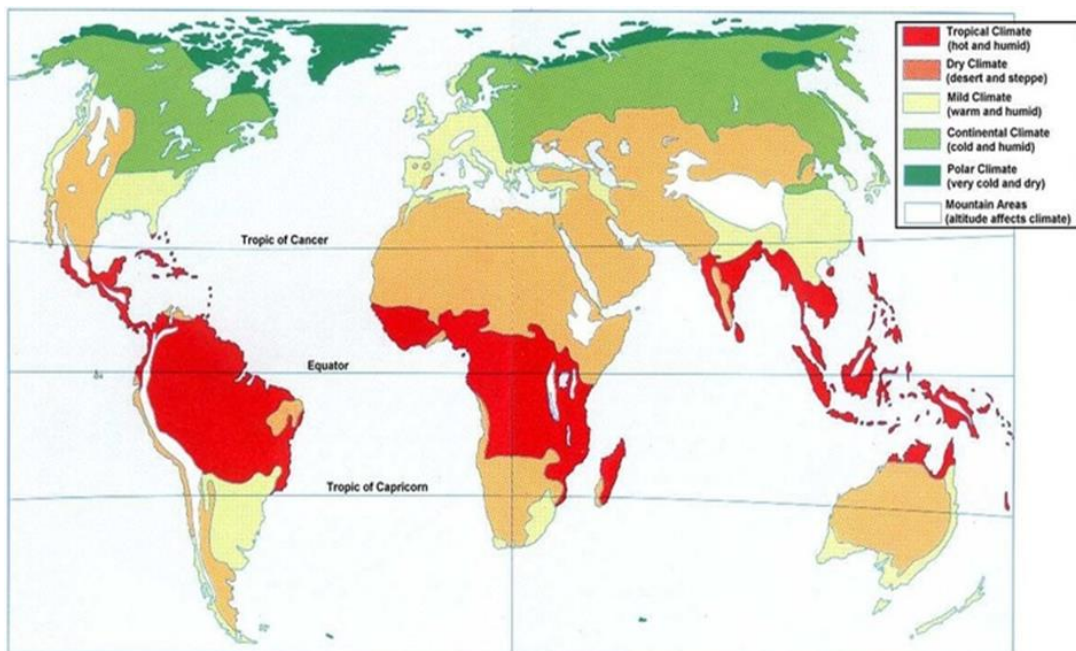 Tropical Climate
(hot and humid)
Dry Climate
(desert and steppe)
Mild Climate
(warm and humid)
Continental Climate
(cold and humid)
Polar Climate
(very cold and dry)
Mountain Areas
(altitude affects climate)
Tropic of Cancer
Equator
Tropic of Capricorn